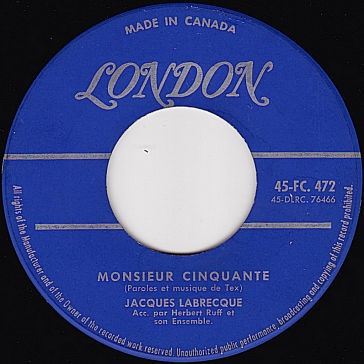 MADE IN CANADA
LONDON
45-FC. 472
45-DLRC. 76466
MONSIEUR CINQUANTE
(Paroles et musique de Tex)
JACQUES LABRECQUE
Acc. par Herbert Ruff et
son Ensemble.
All rights of the Manufacturer and of the Owner of the recorded work reserved. Unauthorized public performance, broadcasting and copying of this record prohibited.